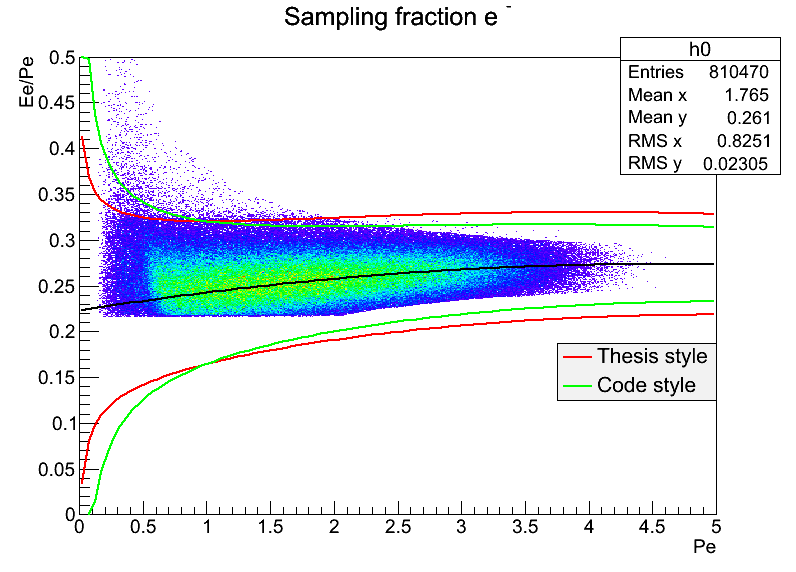 Sampling fraction e -
h0
Entries 810470
Mean x 1.765
Mean y 0.261
RMS x 0.8251
RMS y 0.02305
Ee/Pe
0.5
0.45
0.4
0.35
0.3
0.25
0.2
0.15
0.1
0.05
0
Thesis style
Code style
0 0.5 1 1.5 2 2.5 3 3.5 4 4.5 5
Pe